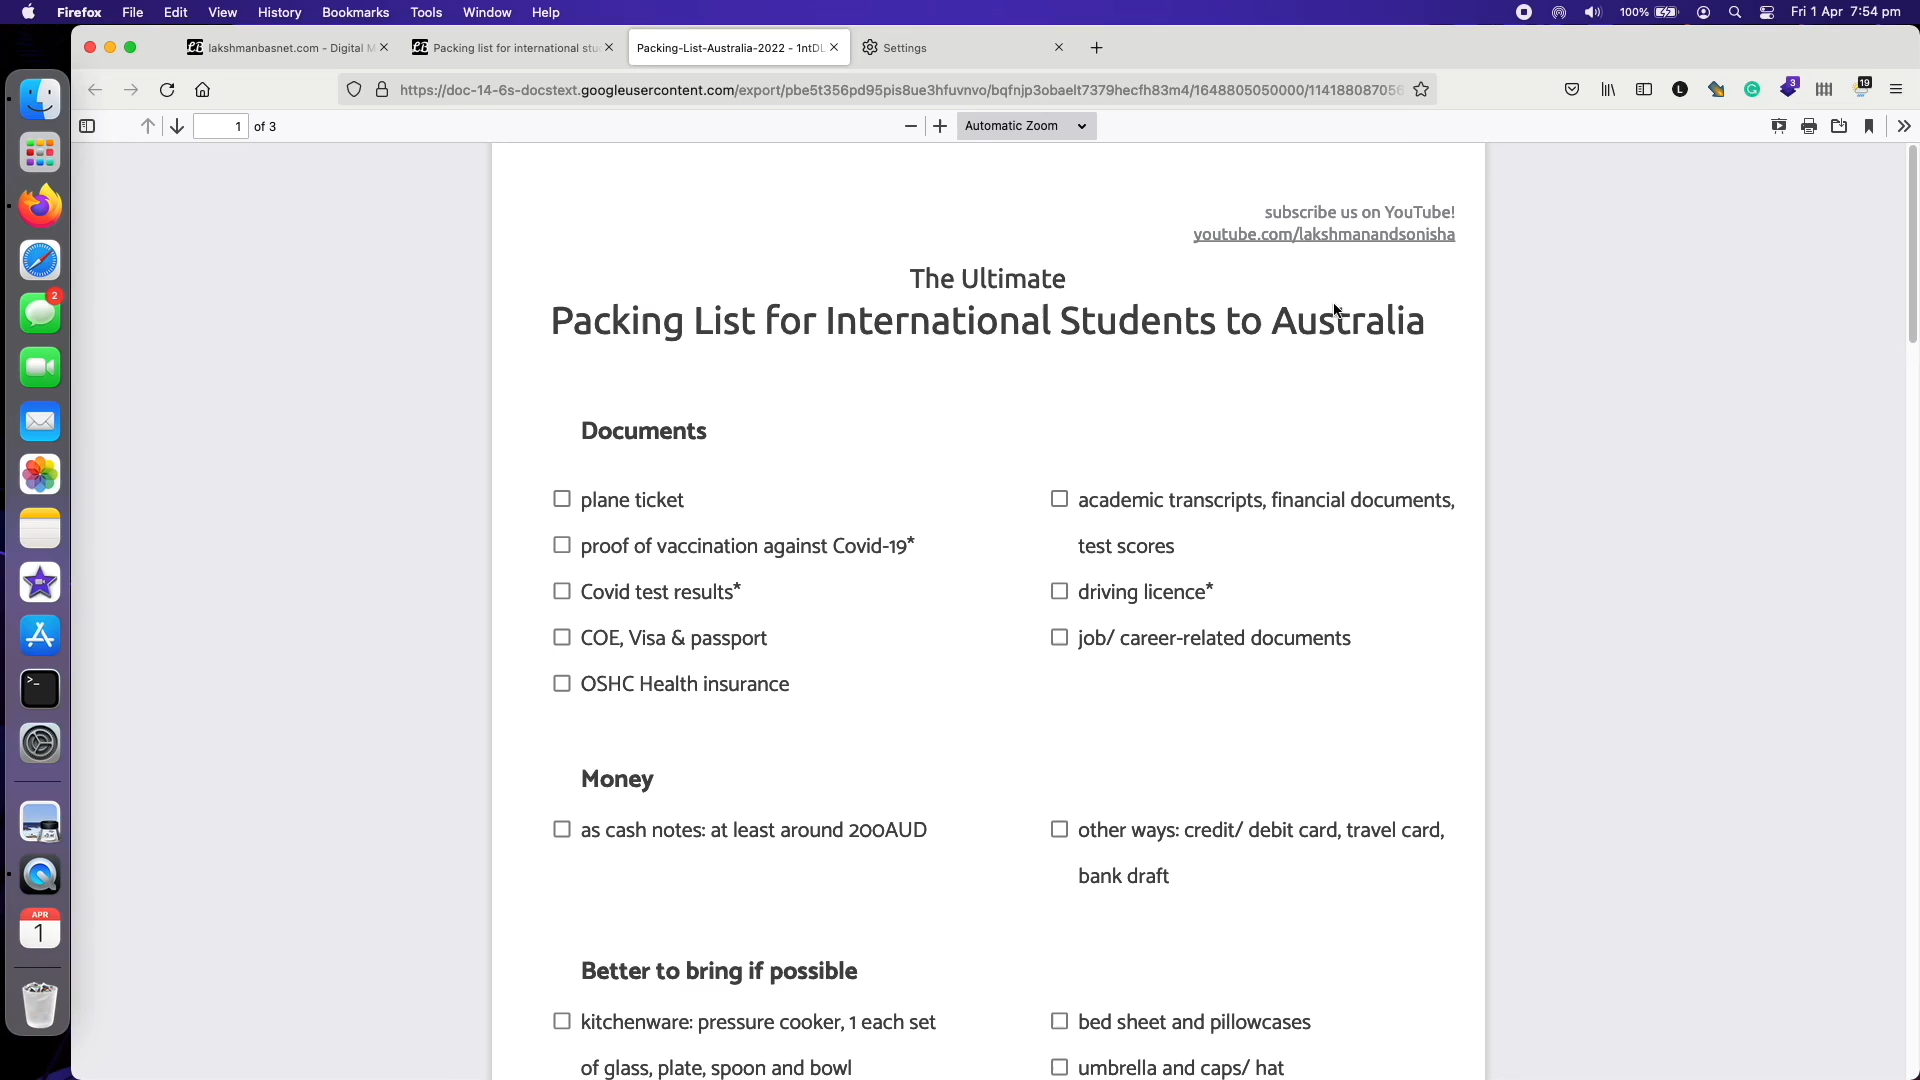 Firefox File Edit View History Bookmarks Tools Window Help
100% Fri 1 Apr 7:54 pm
lakshmanbasnet.com - Digital M
Packing list for international stu
Packing-List-Australia-2022 - 1ntDL
Settings
https://doc-14-6s-docstext.googleusercontent.com/export/pbe5t356pd95pis8ue3hfuvnvo/bqfnjp3obaelt7379hecfh83m4/1648805050000/11418808705
L 3 19
1 of 3
Automatic Zoom
2
APR
1
subscribe us on YouTube!
youtube.com/lakshmanandsonisha
The Ultimate
Packing List for International Students to Australia
Documents
plane ticket
proof of vaccination against Covid-19*
Covid test results*
COE, Visa & passport
OSHC Health insurance
academic transcripts, financial documents,
test scores
driving licence*
job/ career-related documents
Money
as cash notes: at least around 200AUD
other ways: credit/ debit card, travel card,
bank draft
Better to bring if possible
kitchenware: pressure cooker, 1 each set
of glass, plate, spoon and bowl
bed sheet and pillowcases
umbrella and caps/ hat